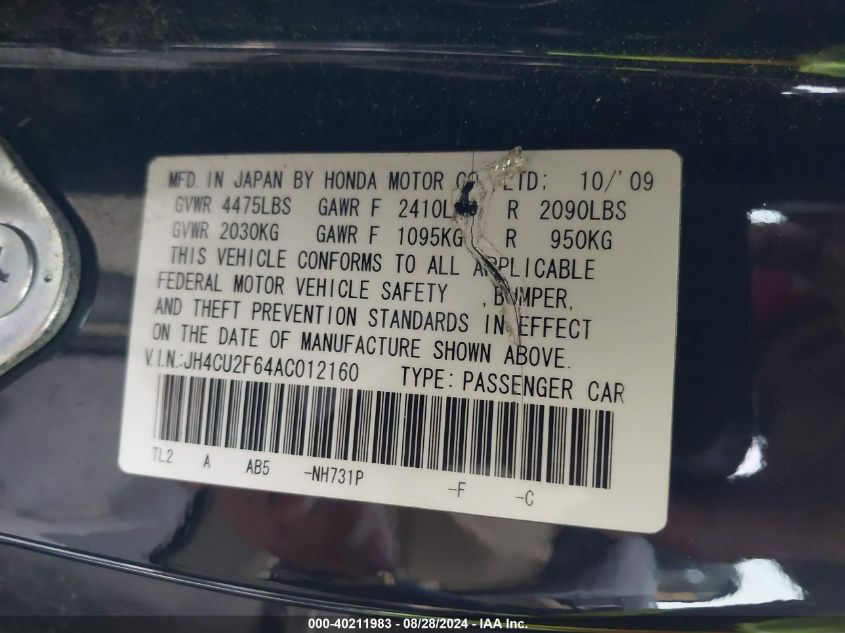 MFD. IN JAPAN BY HONDA MOTOR CO., LTD; 10/'09
GVWR 4475LBS GAWR F 2410LBS R 2090LBS
GVWR 2030KG GAWR F 1095KG R 950KG
THIS VEHICLE CONFORMS TO ALL APPLICABLE
FEDERAL MOTOR VEHICLE SAFETY ,BUMPER,
AND THEFT PREVENTION STANDARDS IN EFFECT
ON THE DATE OF MANUFACTURE SHOWN ABOVE.
V.I.N.:JH4CU2F64AC012160 TYPE: PASSENGER CAR
TL2 A AB5 -NH731P -F -C
000-40211983 / 08/28/2024 - IAA Inc.